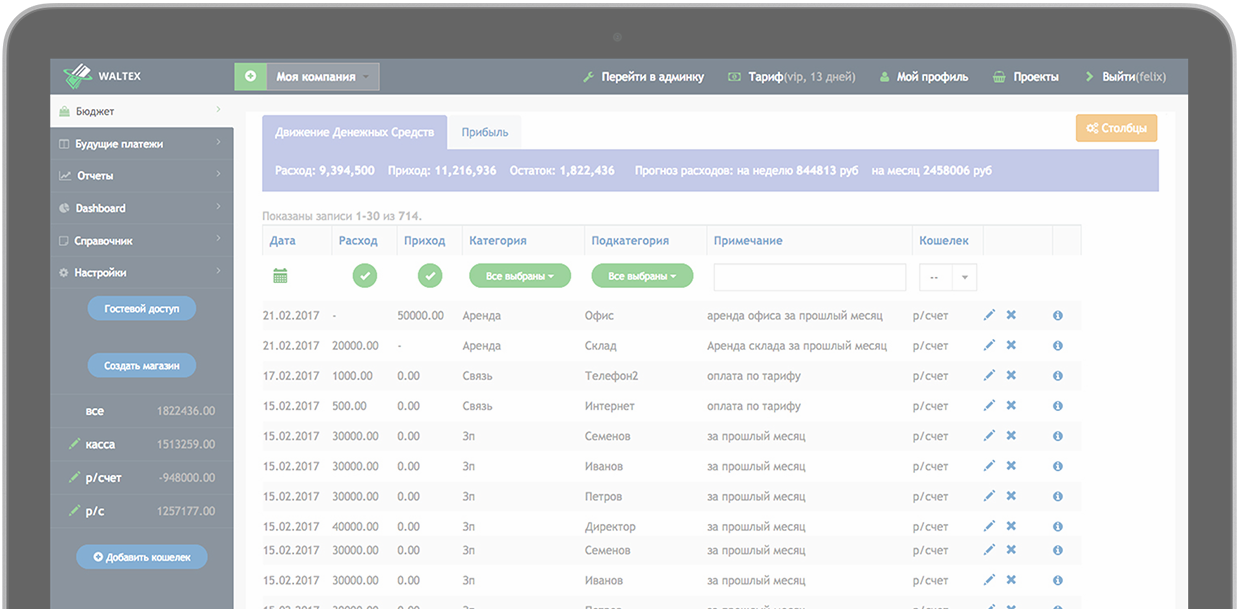 WALTEX Моя компания Перейти в админку Тариф(vip, 13 дней) Мой профиль Проекты Выйти(felix)
Бюджет
Будущие платежи
Отчеты
Dashboard
Справочник
Настройки
Гостевой доступ
Создать магазин
все 1822436.00
касса 1513259.00
р/счет -948000.00
р/с 1257177.00
Добавить кошелек
Движение Денежных Средств Прибыль Столбцы
Расход: 9,394,500 Приход: 11,216,936 Остаток: 1,822,436 Прогноз расходов: на неделю 844813 руб на месяц 2458006 руб
Показаны записи 1-30 из 714.
Дата Расход Приход Категория Подкатегория Примечание Кошелек
Все выбраны Все выбраны --
21.02.2017 - 50000.00 Аренда Офис аренда офиса за прошлый месяц р/счет
21.02.2017 20000.00 - Аренда Склад Аренда склада за прошлый месяц р/счет
17.02.2017 1000.00 0.00 Связь Телефон2 оплата по тарифу р/счет
15.02.2017 500.00 0.00 Связь Интернет оплата по тарифу р/счет
15.02.2017 30000.00 0.00 Зп Семенов за прошлый месяц р/счет
15.02.2017 30000.00 0.00 Зп Иванов за прошлый месяц р/счет
15.02.2017 30000.00 0.00 Зп Петров за прошлый месяц р/счет
15.02.2017 40000.00 0.00 Зп Директор за прошлый месяц р/счет
15.02.2017 30000.00 0.00 Зп Семенов за прошлый месяц р/счет
15.02.2017 30000.00 0.00 Зп Иванов за прошлый месяц р/счет